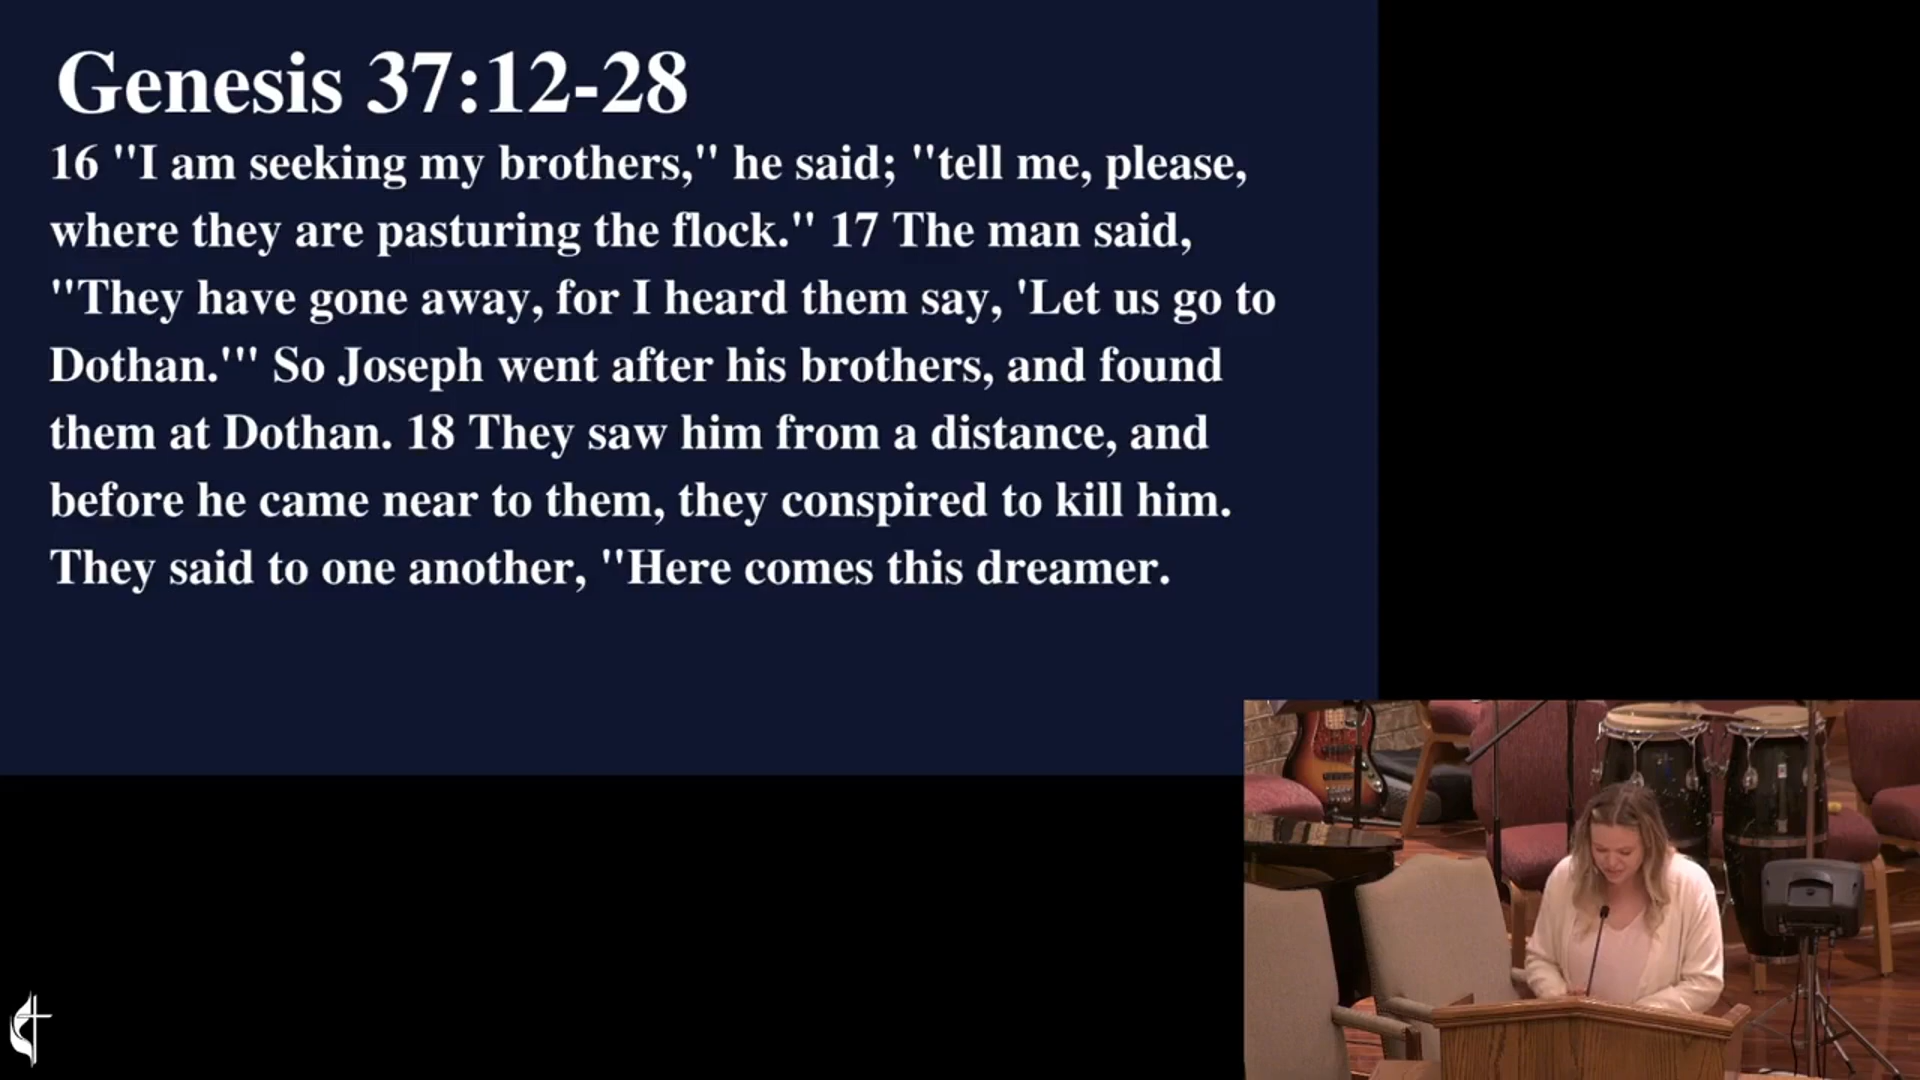 Genesis 37:12-28
16 "I am seeking my brothers," he said; "tell me, please,
where they are pasturing the flock." 17 The man said,
"They have gone away, for I heard them say, 'Let us go to
Dothan.'" So Joseph went after his brothers, and found
them at Dothan. 18 They saw him from a distance, and
before he came near to them, they conspired to kill him.
They said to one another, "Here comes this dreamer.